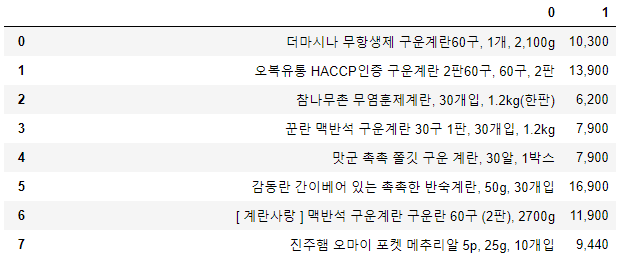 0 1
0 더마시나 무항생제 구운계란60구, 1개, 2,100g 10,300
1 오복유통 HACCP인증 구운계란 2판60구, 60구, 2판 13,900
2 참나무촌 무염훈제계란, 30개입, 1.2kg(한판) 6,200
3 꾼란 맥반석 구운계란 30구 1판, 30개입, 1.2kg 7,900
4 맛군 촉촉 쫄깃 구운 계란, 30알, 1박스 7,900
5 감동란 간이베어 있는 촉촉한 반숙계란, 50g, 30개입 16,900
6 [ 계란사랑 ] 맥반석 구운계란 구운란 60구 (2판), 2700g 11,900
7 진주햄 오마이 포켓 메추리알 5p, 25g, 10개입 9,440